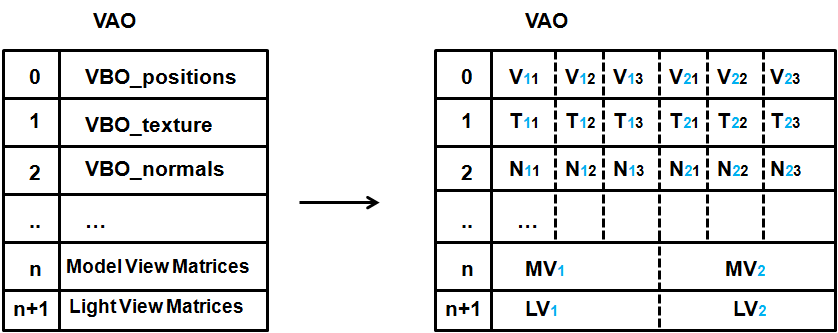 VAO
0 VBO_positions
1 VBO_texture
2 VBO_normals
.. ...
n Model View Matrices
n+1 Light View Matrices
VAO
0 V11 V12 V13 V21 V22 V23
1 T11 T12 T13 T21 T22 T23
2 N11 N12 N13 N21 N22 N23
.. ...
n MV1 MV2
n+1 LV1 LV2